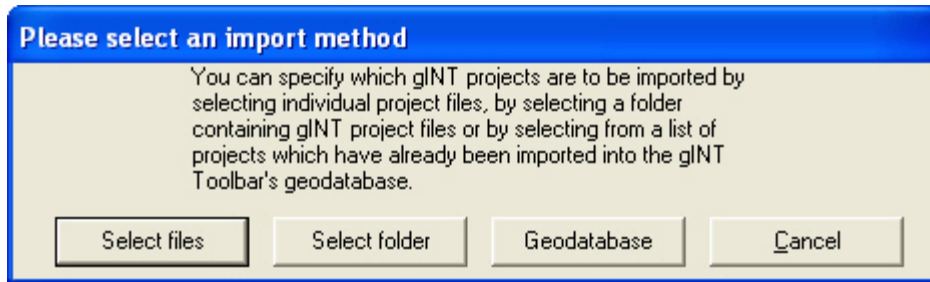 Please select an import method
You can specify which gINT projects are to be imported by
selecting individual project files, by selecting a folder
containing gINT project files or by selecting from a list of
projects which have already been imported into the gINT
Toolbar's geodatabase.
Select files Select folder Geodatabase Cancel